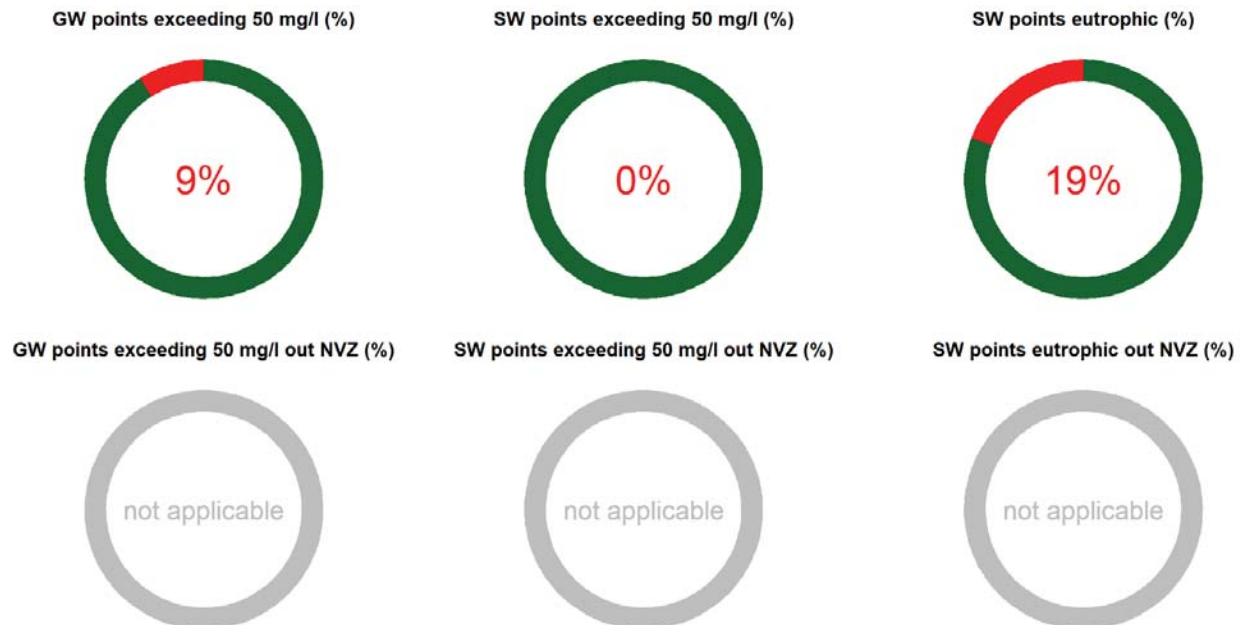 GW points exceeding 50 mg/l (%)
SW points exceeding 50 mg/l (%)
SW points eutrophic (%)
9%
0%
19%
GW points exceeding 50 mg/l out NVZ (%)
SW points exceeding 50 mg/l out NVZ (%)
SW points eutrophic out NVZ (%)
not applicable
not applicable
not applicable